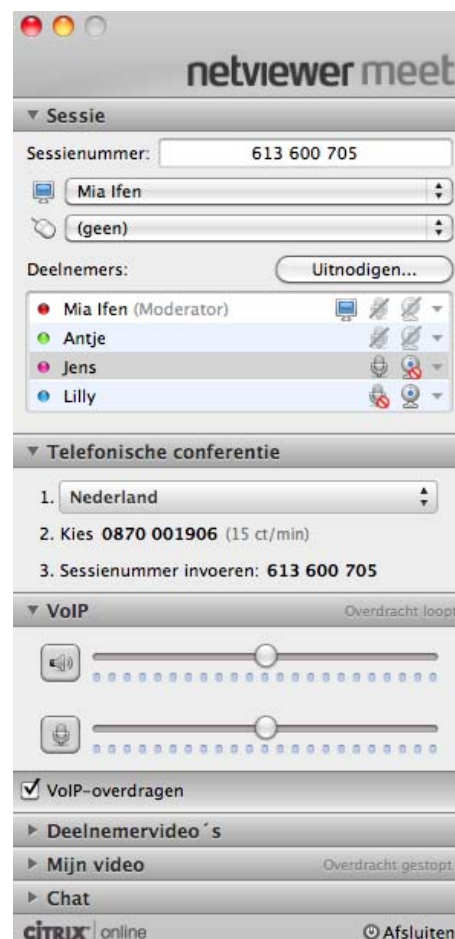 netviewer meet
Sessie
Sessienummer: 613 600 705
Mia Ifen
(geen)
Deelnemers: Uitnodigen...
Mia Ifen (Moderator)
Antje
Jens
Lilly
Telefonische conferentie
1. Nederland
2. Kies 0870 001906 (15 ct/min)
3. Sessienummer invoeren: 613 600 705
VoIP Overdracht loopt
VoIP-overdragen
Deelnemervideo´s
Mijn video Overdracht gestopt
Chat
CITRIX online Afsluiten